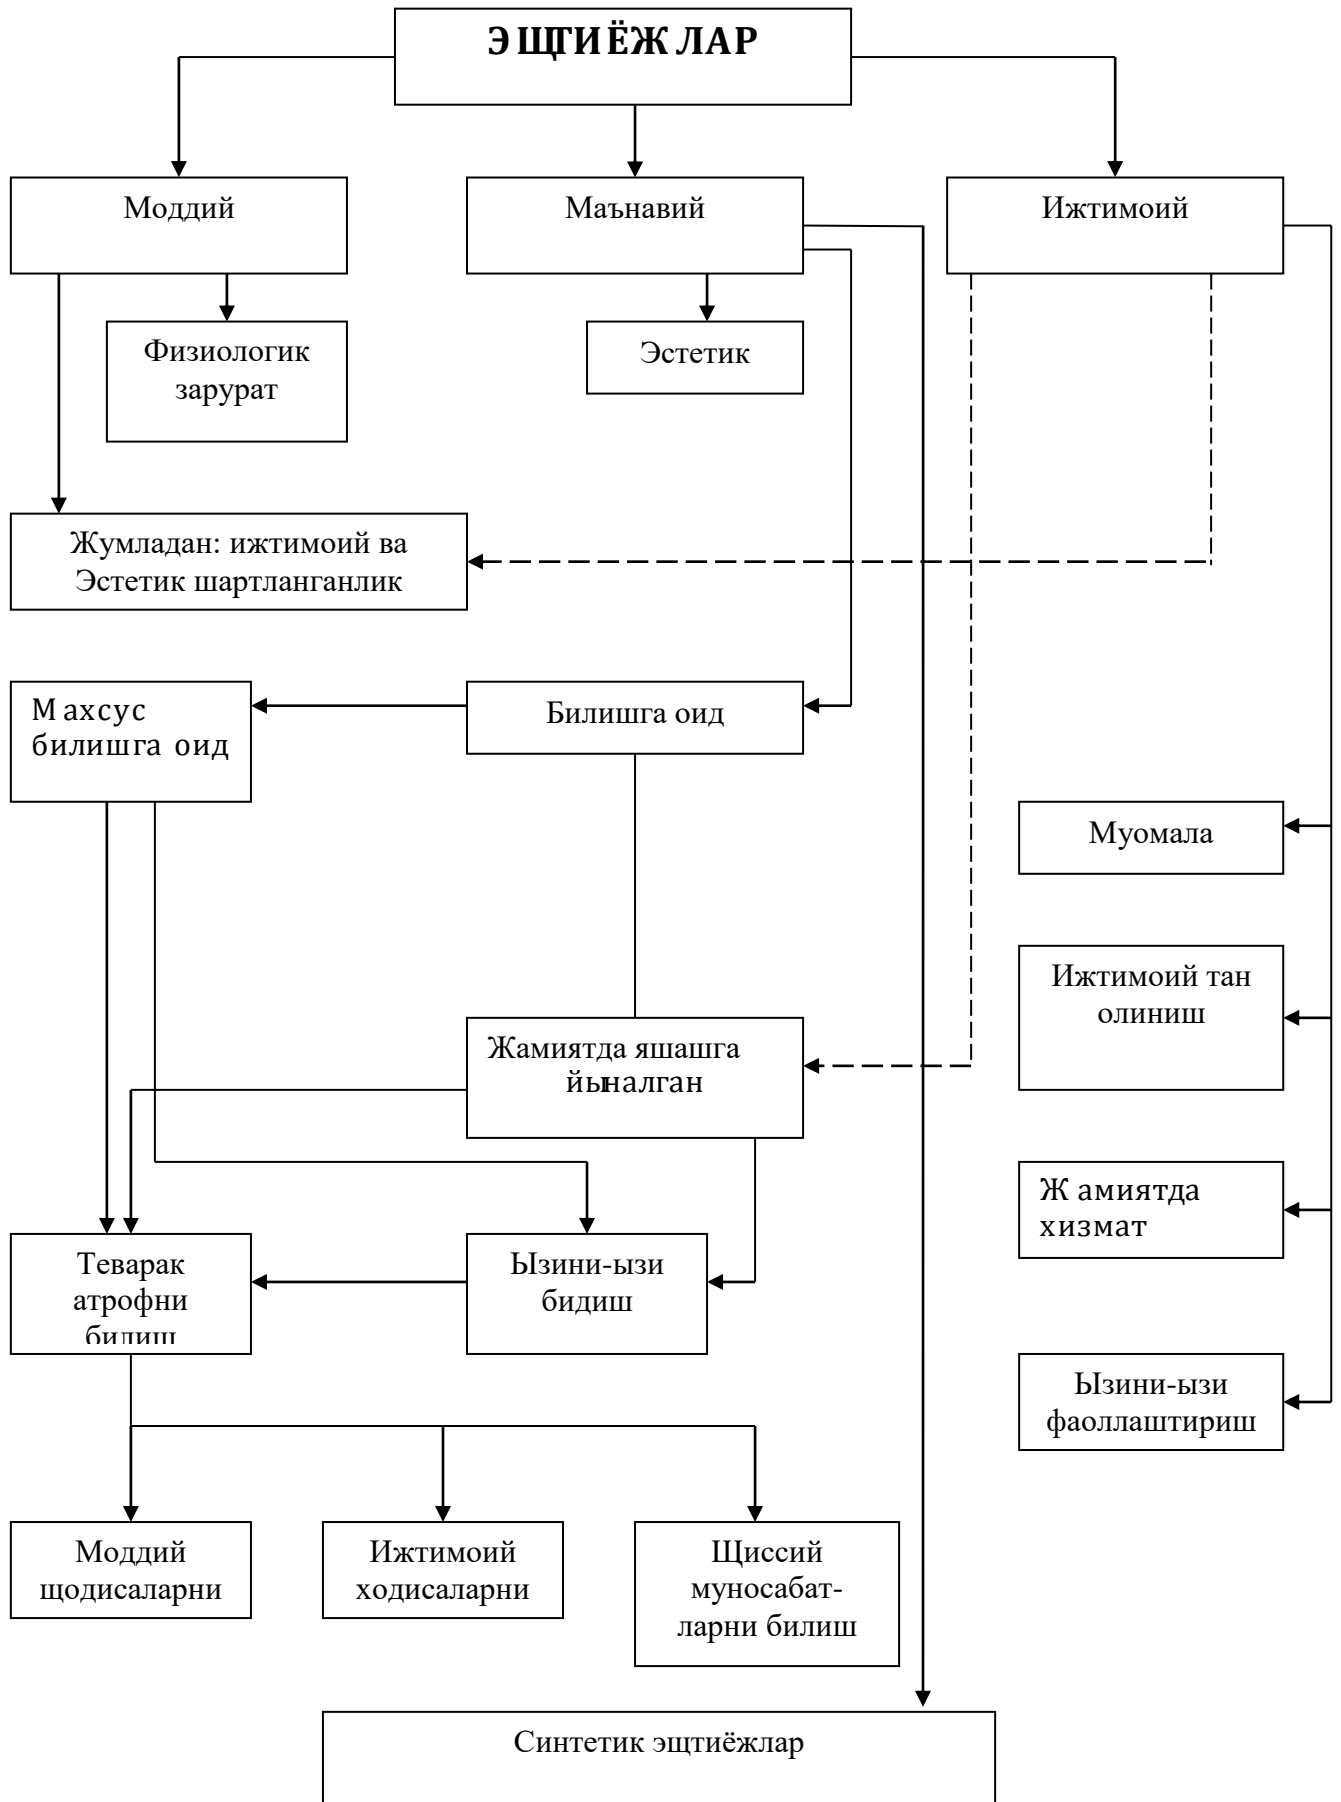 ЭЩТИЁЖЛАР
Моддий
Маънавий
Ижтимоий
Физиологик
зарурат
Эстетик
Жумладан: ижтимоий ва
Эстетик шартланганлик
Махсус
билишга оид
Билишга оид
Муомала
Ижтимоий тан
олиниш
Жамиятда яшашга
йыналган
Жамиятда
хизмат
Теварак
атрофни
билиш
Ызини-ызи
бидиш
Ызини-ызи
фаоллаштириш
Моддий
щодисаларни
Ижтимоий
ходисаларни
Щиссий
муносабат-
ларни билиш
Синтетик эщтиёжлар